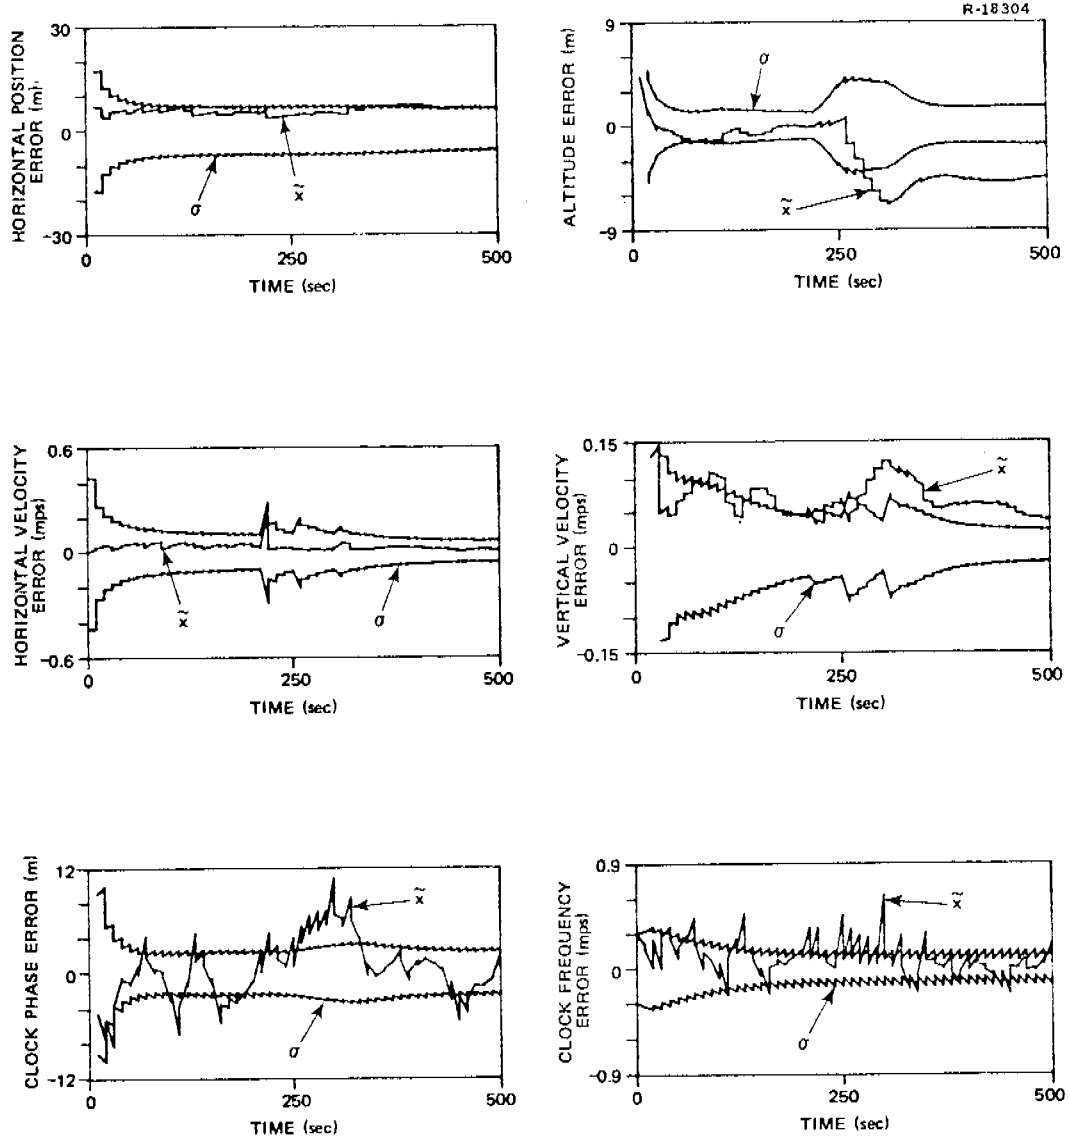 R-18304
HORIZONTAL POSITION
ERROR (m)
30
0
-30
σ
x̃
0
250
500
TIME (sec)
ALTITUDE ERROR (m)
9
0
-9
σ
x̃
0
250
500
TIME (sec)
HORIZONTAL VELOCITY
ERROR (mps)
0.6
0
-0.6
x̃
σ
0
250
500
TIME (sec)
VERTICAL VELOCITY
ERROR (mps)
0.15
0
-0.15
x̃
σ
0
250
500
TIME (sec)
CLOCK PHASE ERROR (m)
12
0
-12
x̃
σ
0
250
500
TIME (sec)
CLOCK FREQUENCY
ERROR (mps)
0.9
0
-0.9
x̃
σ
0
250
500
TIME (sec)